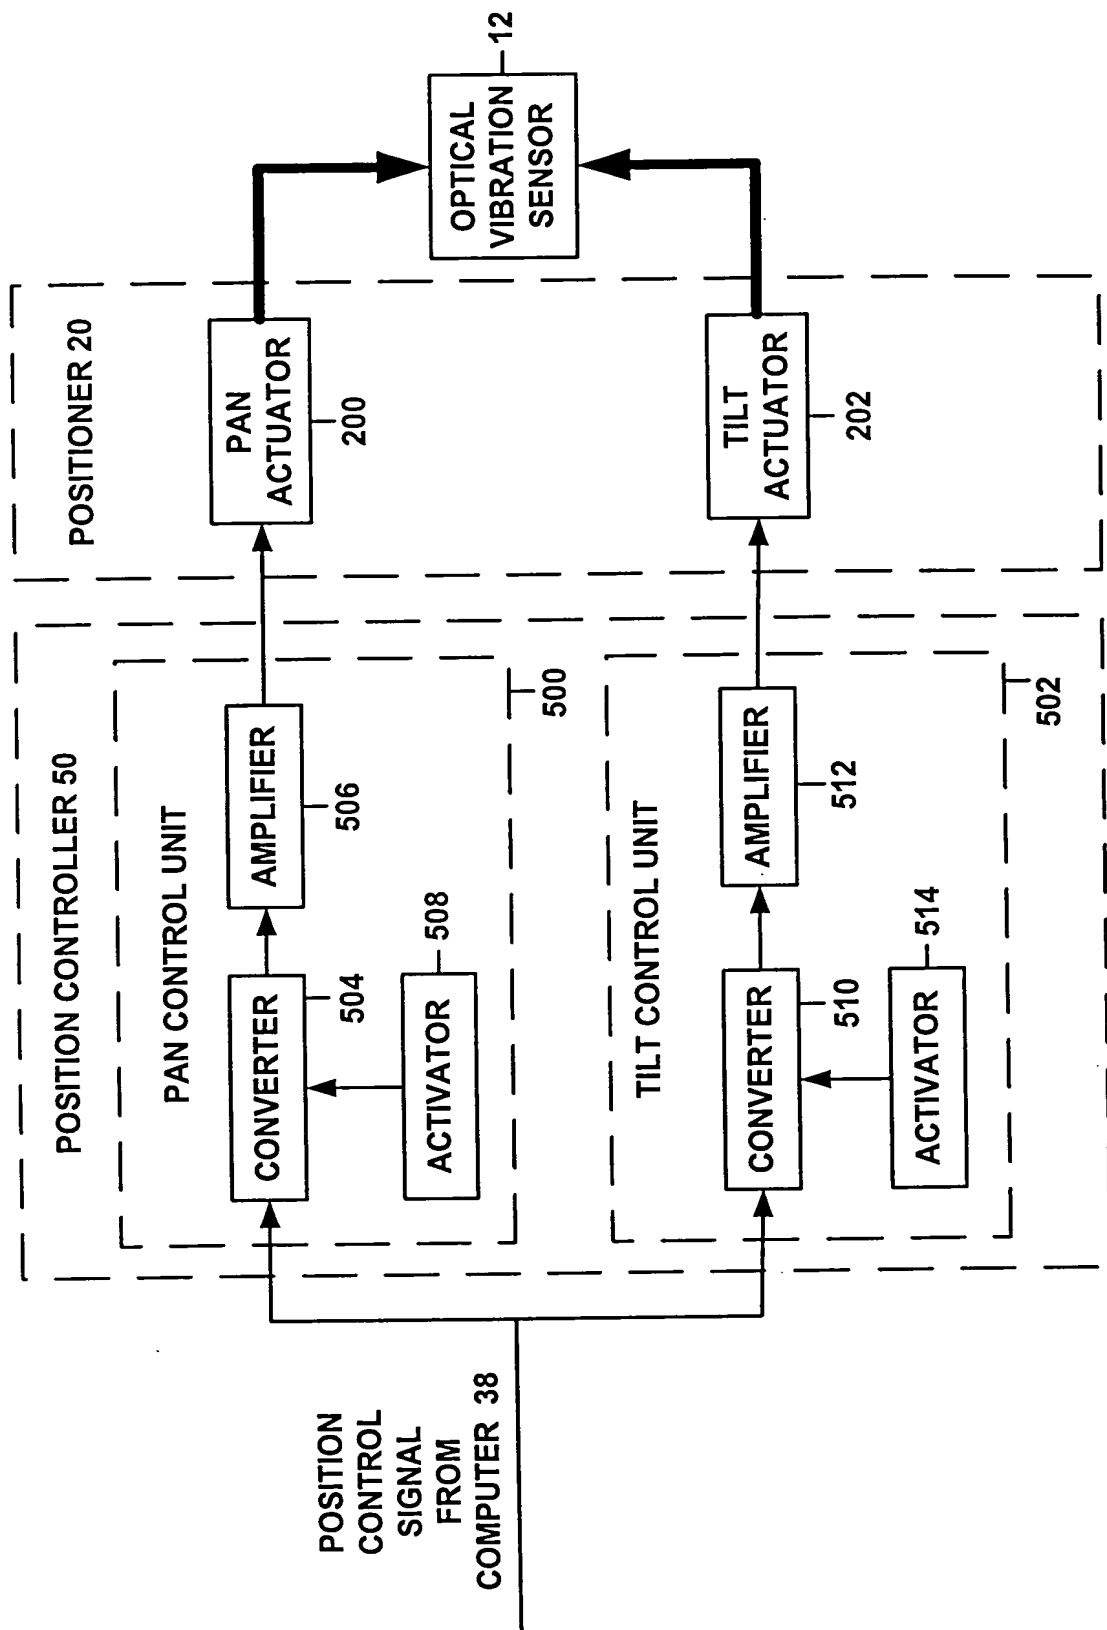 POSITION
CONTROL
SIGNAL
FROM
COMPUTER 38
POSITION CONTROLLER 50
PAN CONTROL UNIT
CONVERTER
504
AMPLIFIER
506
ACTIVATOR
508
500
TILT CONTROL UNIT
CONVERTER
510
AMPLIFIER
512
ACTIVATOR
514
502
POSITIONER 20
PAN
ACTUATOR
200
TILT
ACTUATOR
202
OPTICAL
VIBRATION
SENSOR
12